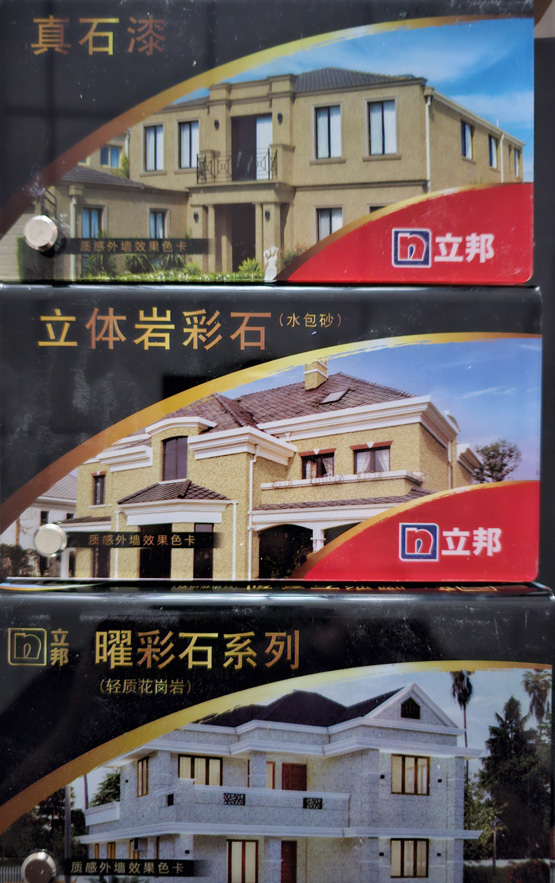 真石漆
质感外墙效果色卡
立邦
立体岩彩石(水包砂)
质感外墙效果色卡
立邦
立邦
曜彩石系列
(轻质花岗岩)
质感外墙效果色卡